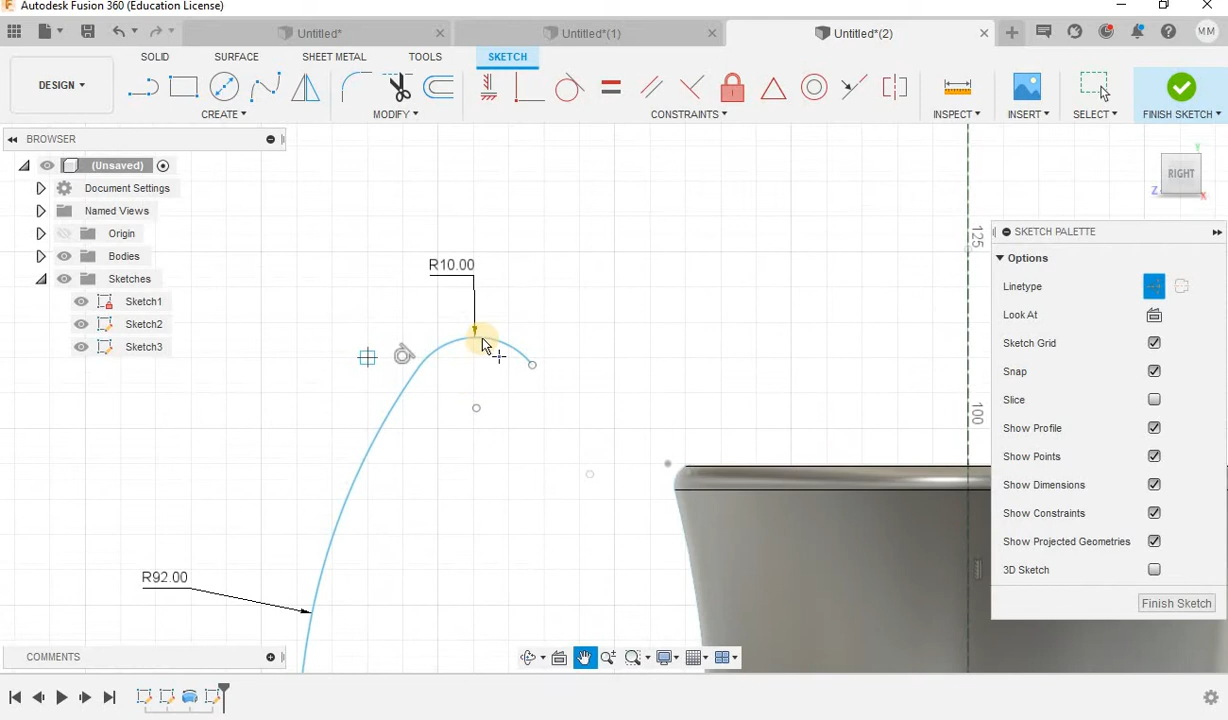 Autodesk Fusion 360 (Education License)
Untitled* Untitled*(1) Untitled*(2) MM
SOLID SURFACE SHEET METAL TOOLS SKETCH
DESIGN
CREATE MODIFY CONSTRAINTS INSPECT INSERT SELECT FINISH SKETCH
BROWSER
(Unsaved)
Document Settings
Named Views
Origin
Bodies
Sketches
Sketch1
Sketch2
Sketch3
RIGHT
Y
Z
X
SKETCH PALETTE
Options
Linetype
Look At
Sketch Grid
Snap
Slice
Show Profile
Show Points
Show Dimensions
Show Constraints
Show Projected Geometries
3D Sketch
Finish Sketch
125
100
R10.00
R92.00
COMMENTS